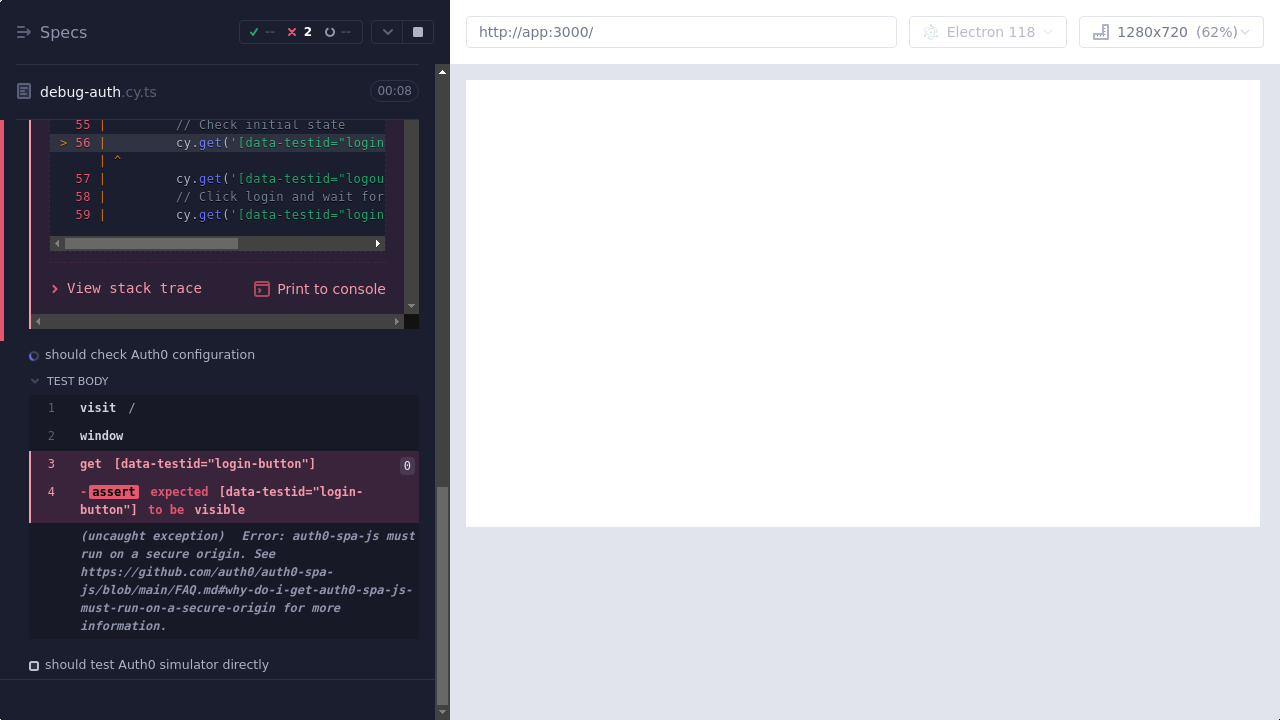 Specs
-- 2 --
http://app:3000/
Electron 118
1280x720 (62%)
debug-auth.cy.ts
00:08
55 | // Check initial state
> 56 | cy.get('[data-testid="login
| ^
57 | cy.get('[data-testid="logou
58 | // Click login and wait for
59 | cy.get('[data-testid="login
View stack trace
Print to console
should check Auth0 configuration
TEST BODY
1 visit /
2 window
3 get [data-testid="login-button"] 0
4 -assert expected [data-testid="login-
button"] to be visible
(uncaught exception) Error: auth0-spa-js must
run on a secure origin. See
https://github.com/auth0/auth0-spa-
js/blob/main/FAQ.md#why-do-i-get-auth0-spa-js-
must-run-on-a-secure-origin for more
information.
should test Auth0 simulator directly